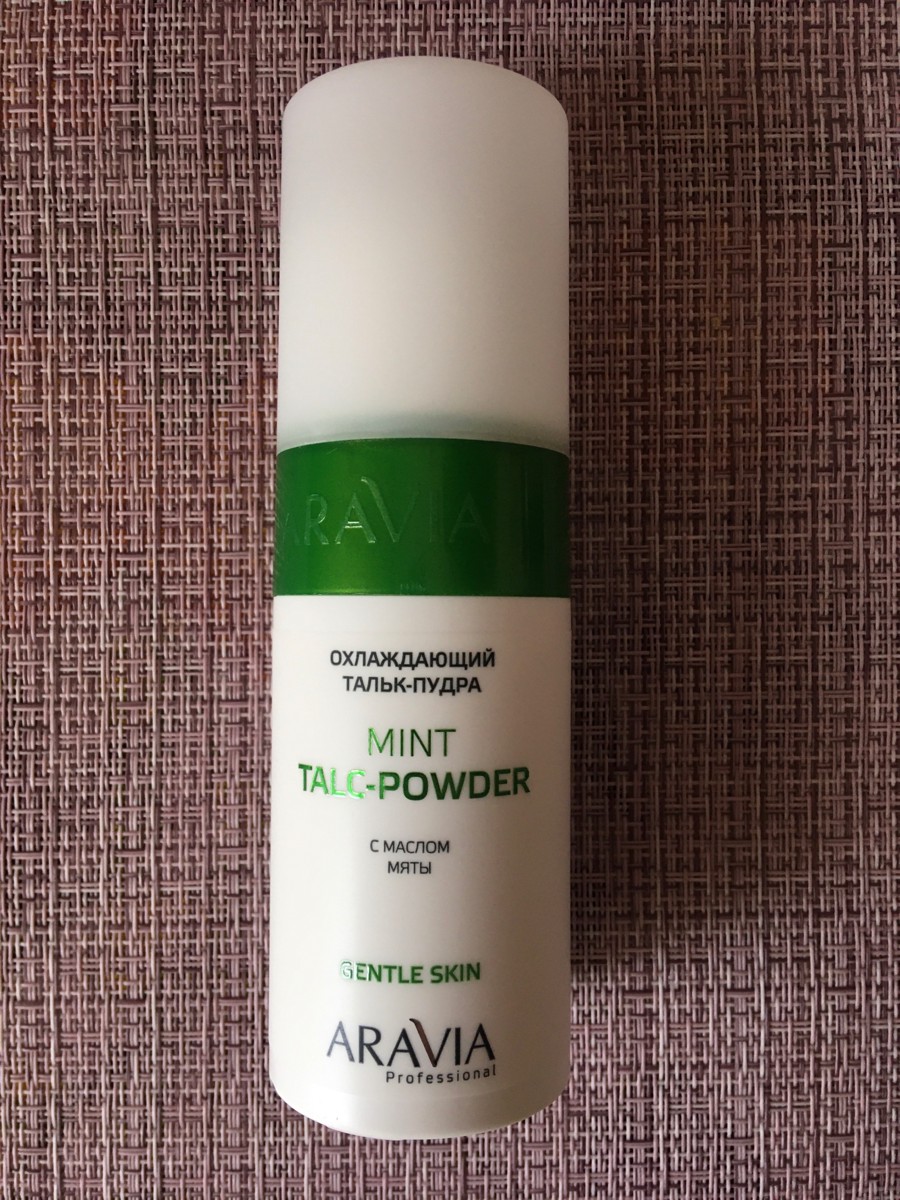 ARAVIA
ОХЛАЖДАЮЩИЙ
ТАЛЬК-ПУДРА
MINT
TALC-POWDER
С МАСЛОМ
МЯТЫ
GENTLE SKIN
ARAVIA
Professional